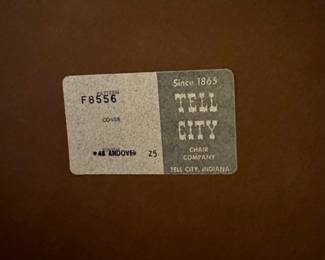 PATTERN
F8556
COVER
*48 ANDOVER 25
Since 1865
TELL
CITY
CHAIR
COMPANY
TELL CITY, INDIANA